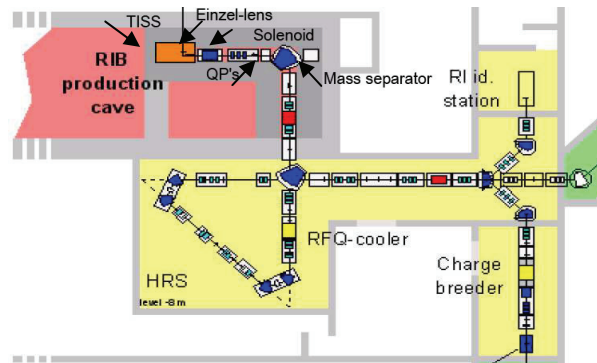 TISS
Einzel-lens
Solenoid
RIB
production
cave
QP's
Mass separator
RI id.
station
RFQ-cooler
HRS
level -8 m
Charge
breeder